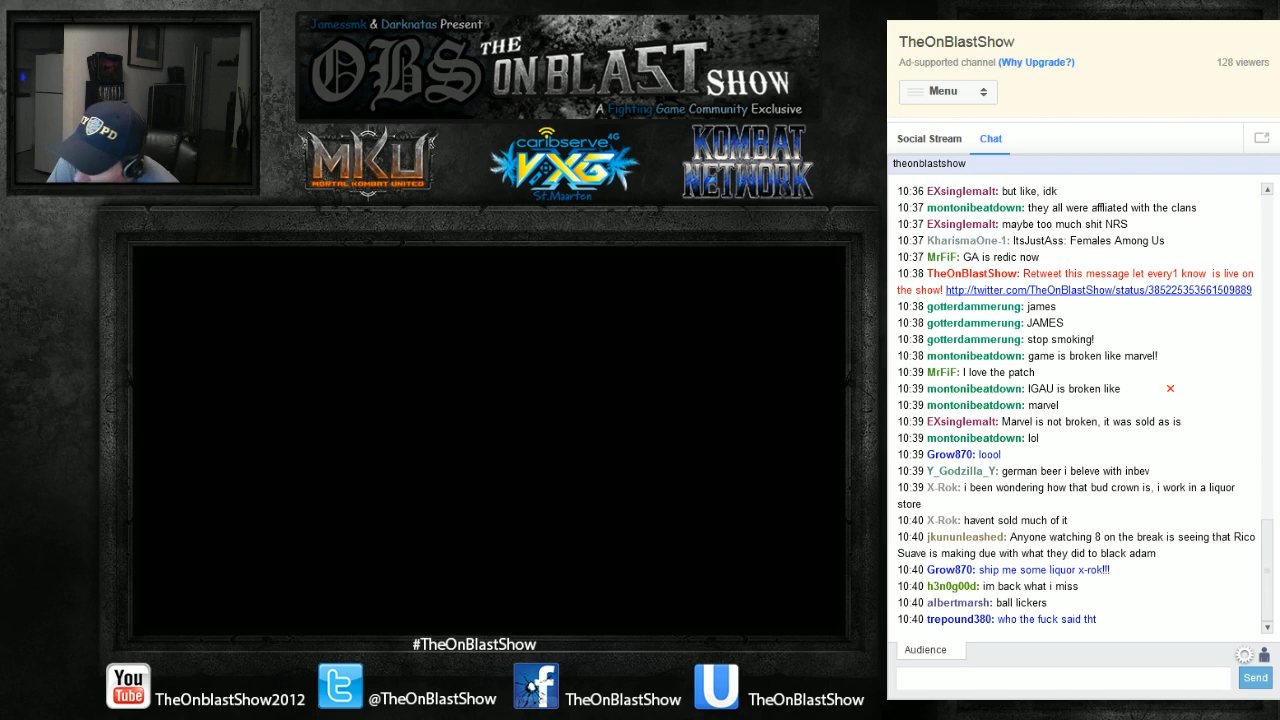 Jamessmk & Darknatas Present
OBS THE ON BLAST SHOW
A Fighting Game Community Exclusive
MKU
MORTAL KOMBAT UNITED
caribserve 4G
VXG
St.Maarten
KOMBAT
NETWORK
PD
#TheOnBlastShow
You
Tube
TheOnblastShow2012
@TheOnBlastShow
TheOnBlastShow
U
TheOnBlastShow
TheOnBlastShow
Ad-supported channel (Why Upgrade?)
128 viewers
Menu
Social Stream
Chat
theonblastshow
10:36 EXsinglemalt: but like, idk
10:37 montonibeatdown: they all were affliated with the clans
10:37 EXsinglemalt: maybe too much shit NRS
10:37 KharismaOne-1: ItsJustAss: Females Among Us
10:37 MrFiF: GA is redic now
10:38 TheOnBlastShow: Retweet this message let every1 know is live on
the show! http://twitter.com/TheOnBlastShow/status/385225353561509889
10:38 gotterdammerung: james
10:38 gotterdammerung: JAMES
10:38 gotterdammerung: stop smoking!
10:38 montonibeatdown: game is broken like marvel!
10:39 MrFiF: I love the patch
10:39 montonibeatdown: IGAU is broken like
10:39 montonibeatdown: marvel
10:39 EXsinglemalt: Marvel is not broken, it was sold as is
10:39 montonibeatdown: lol
10:39 Grow870: loool
10:39 Y_Godzilla_Y: german beer i beleve with inbev
10:39 X-Rok: i been wondering how that bud crown is, i work in a liquor
store
10:40 X-Rok: havent sold much of it
10:40 jkununleashed: Anyone watching 8 on the break is seeing that Rico
Suave is making due with what they did to black adam
10:40 Grow870: ship me some liquor x-rok!!!
10:40 h3n0g00d: im back what i miss
10:40 albertmarsh: ball lickers
10:40 trepound380: who the fuck said tht
Audience
Send